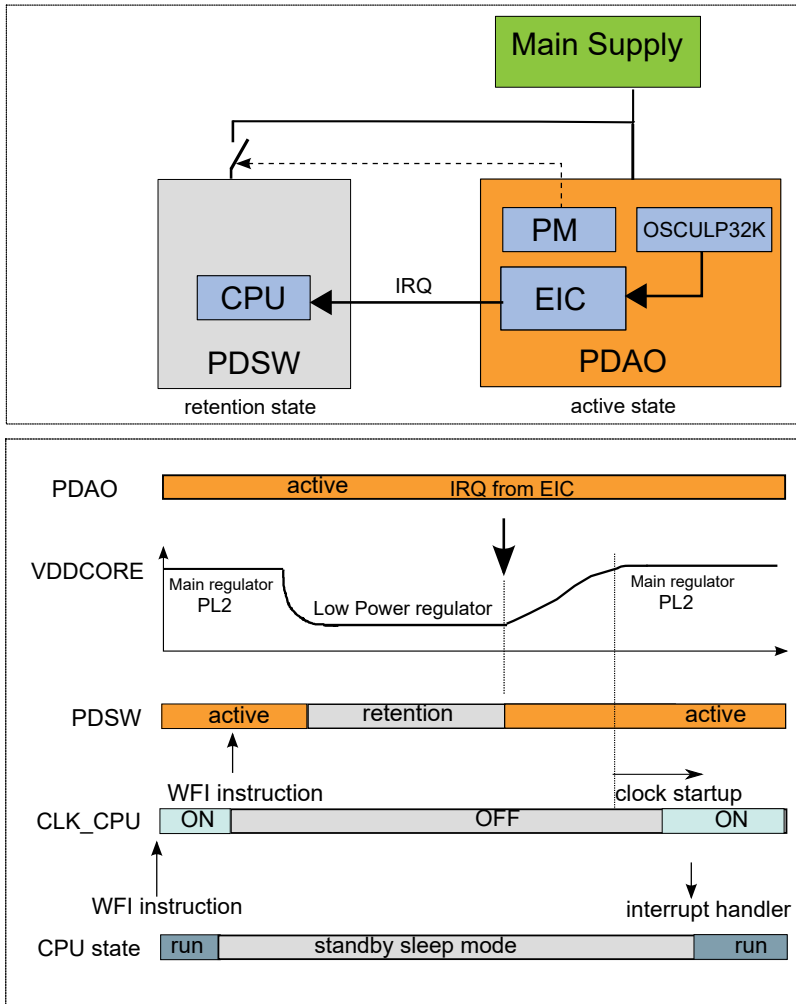 Main Supply
PM
OSCULP32K
CPU
IRQ
EIC
PDSW
PDAO
retention state
active state
PDAO
active
IRQ from EIC
VDDCORE
Main regulator
PL2
Low Power regulator
Main regulator
PL2
PDSW
active
retention
active
WFI instruction
clock startup
CLK_CPU
ON
OFF
ON
WFI instruction
interrupt handler
CPU state
run
standby sleep mode
run